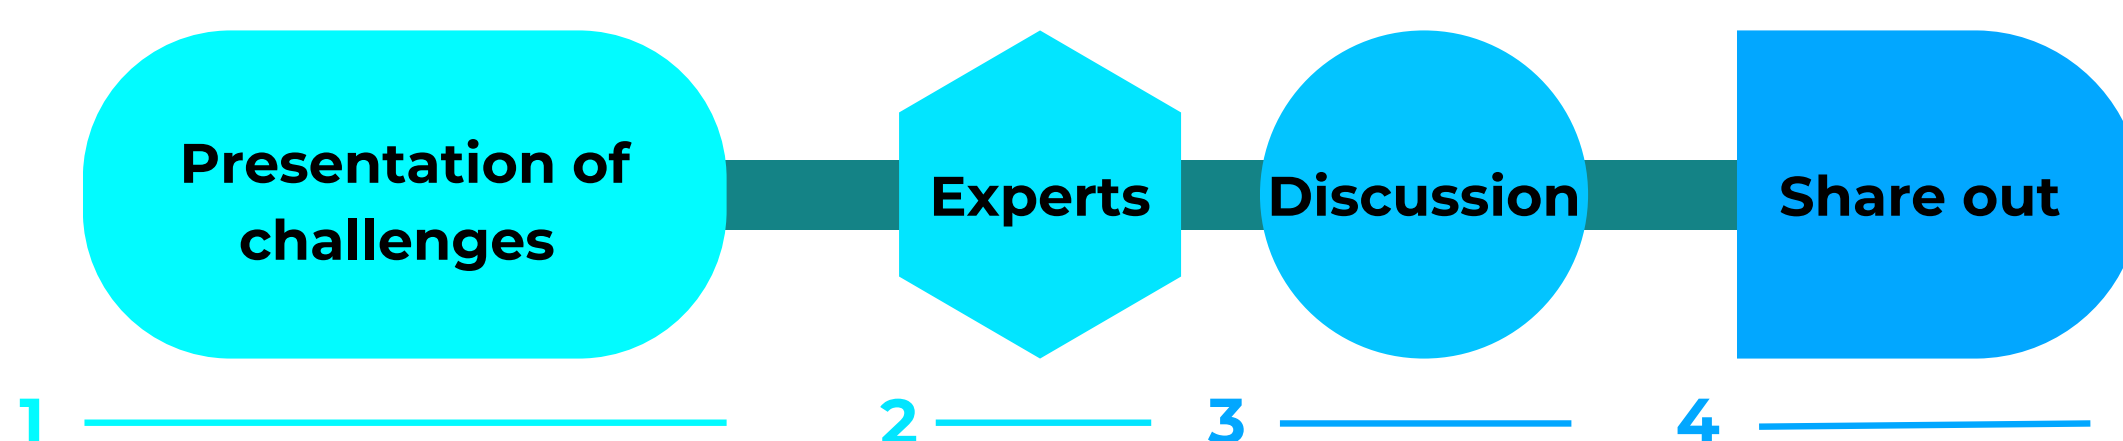 Presentation of
challenges
Experts
Discussion
Share out
1
2
3
4